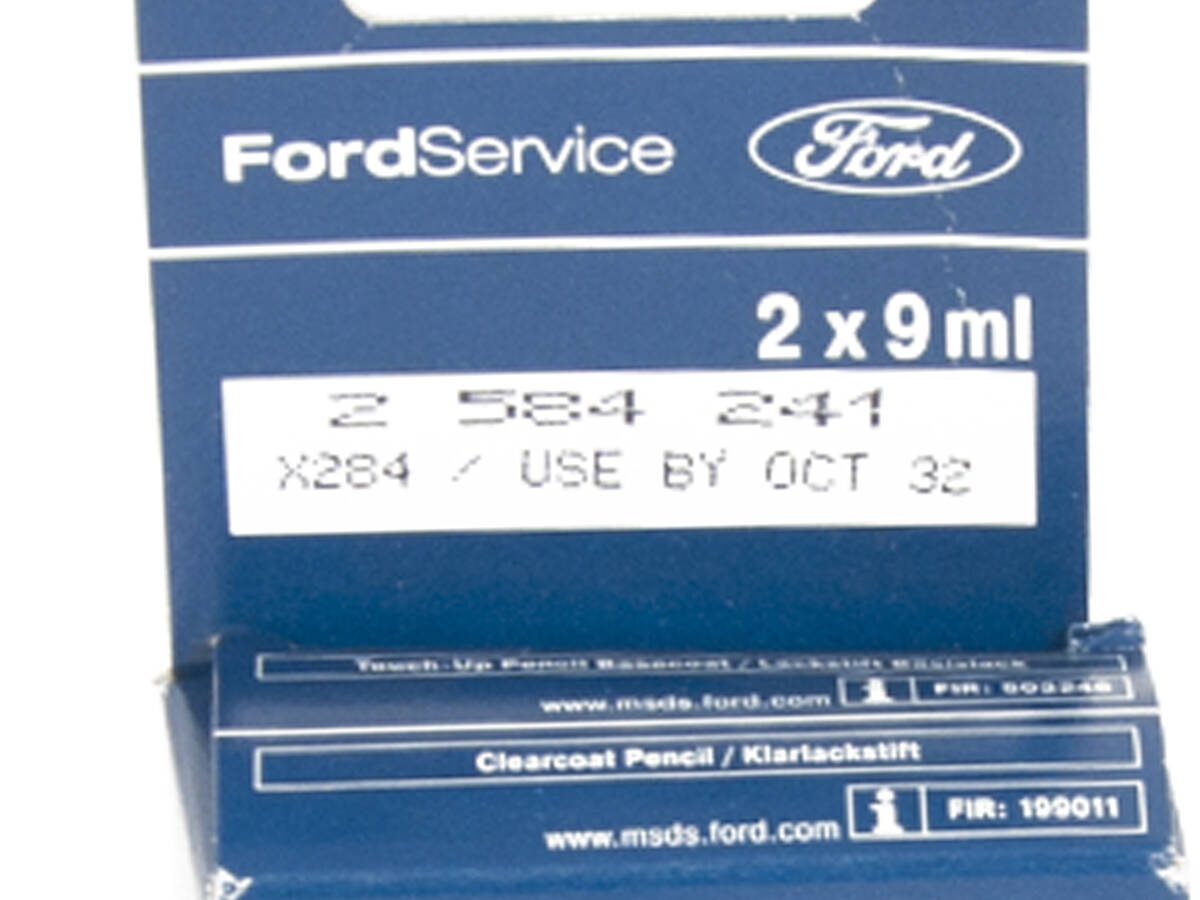 FordService Ford
2 x 9 ml
2 584 241
X284 / USE BY OCT 32
Touch-Up Pencil Basecoat / Lackstift Basislack
www.msds.ford.com FIR:
Clearcoat Pencil / Klarlackstift
www.msds.ford.com i FIR: 199011